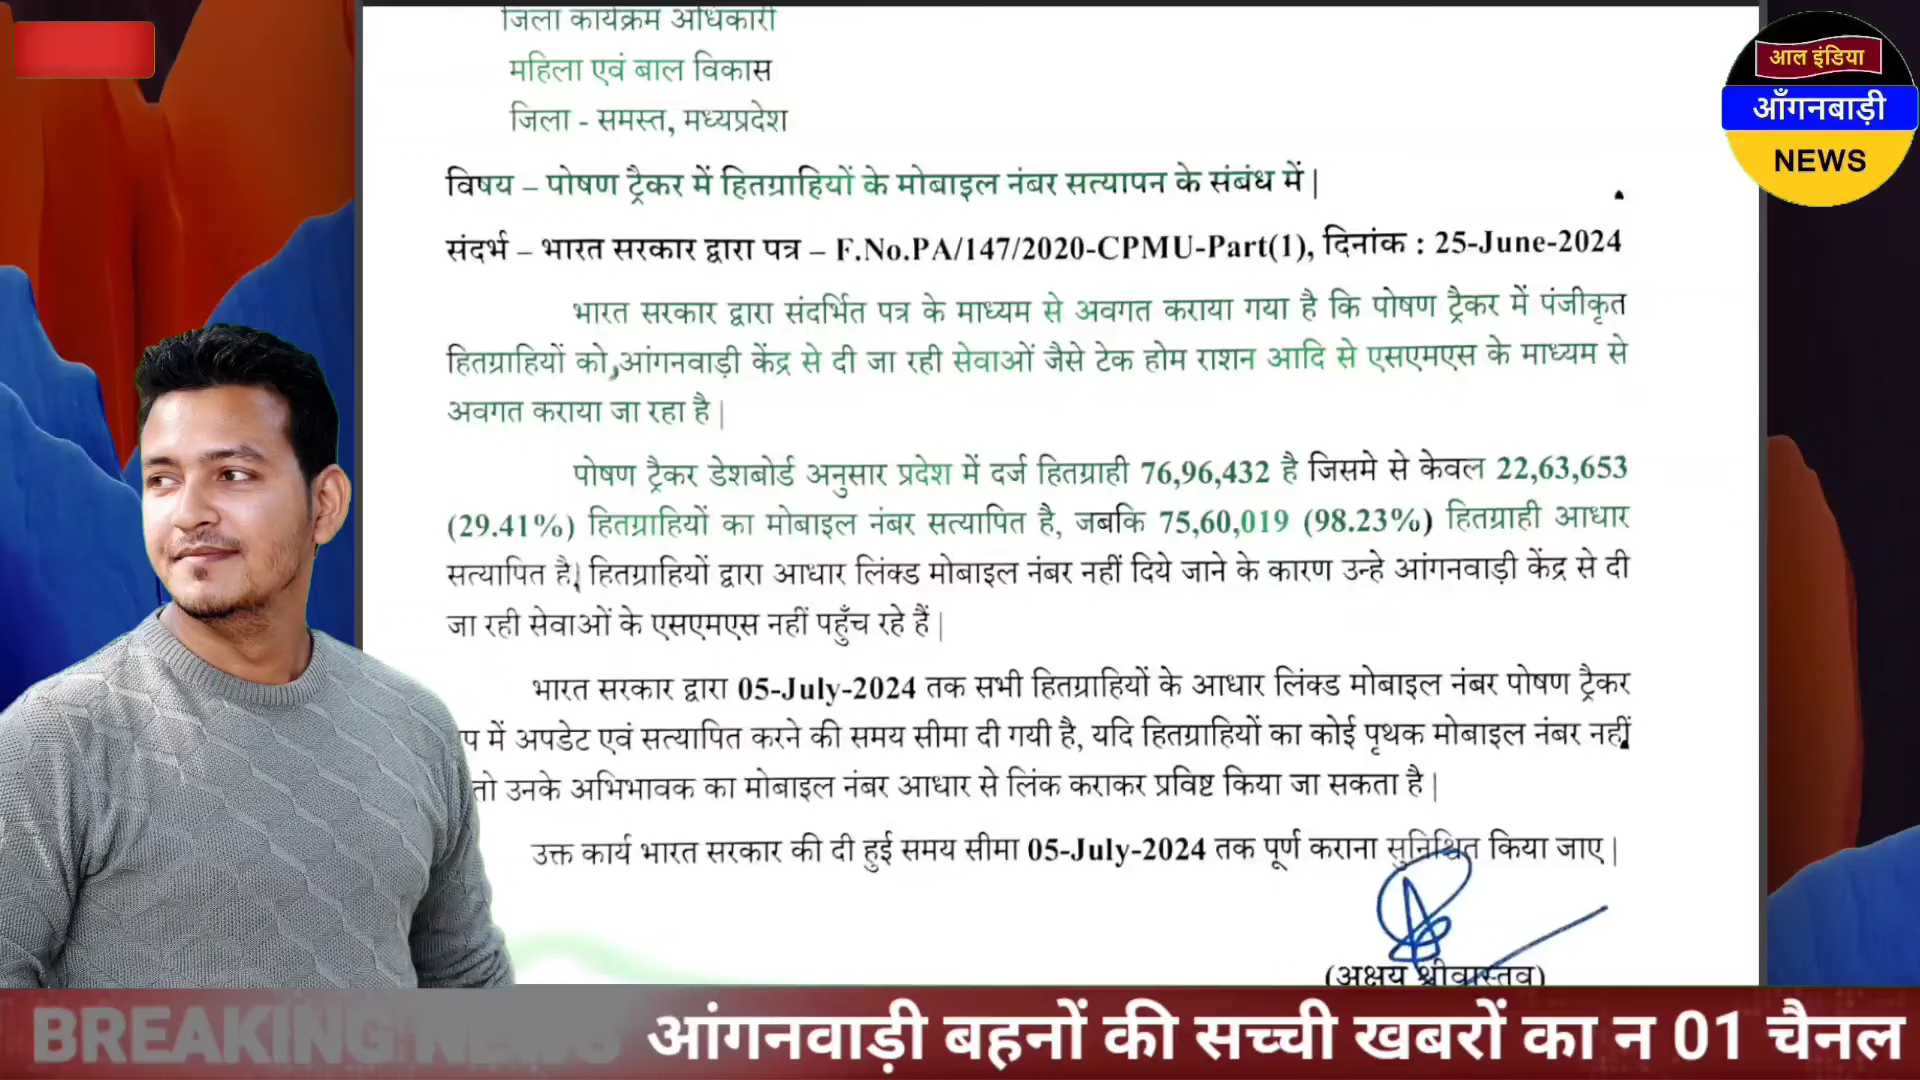 जिला कार्यक्रम अधिकारी
महिला एवं बाल विकास
जिला - समस्त, मध्यप्रदेश
विषय – पोषण ट्रैकर में हितग्राहियों के मोबाइल नंबर सत्यापन के संबंध में|
संदर्भ – भारत सरकार द्वारा पत्र – F.No.PA/147/2020-CPMU-Part(1), दिनांक : 25-June-2024
भारत सरकार द्वारा संदर्भित पत्र के माध्यम से अवगत कराया गया है कि पोषण ट्रैकर में पंजीकृत
हितग्राहियों को,आंगनवाड़ी केंद्र से दी जा रही सेवाओं जैसे टेक होम राशन आदि से एसएमएस के माध्यम से
अवगत कराया जा रहा है|
पोषण ट्रैकर डेशबोर्ड अनुसार प्रदेश में दर्ज हितग्राही 76,96,432 है जिसमे से केवल 22,63,653
(29.41%) हितग्राहियों का मोबाइल नंबर सत्यापित है, जबकि 75,60,019 (98.23%) हितग्राही आधार
सत्यापित है| हितग्राहियों द्वारा आधार लिंक्ड मोबाइल नंबर नहीं दिये जाने के कारण उन्हे आंगनवाड़ी केंद्र से दी
जा रही सेवाओं के एसएमएस नहीं पहुँच रहे हैं|
भारत सरकार द्वारा 05-July-2024 तक सभी हितग्राहियों के आधार लिंक्ड मोबाइल नंबर पोषण ट्रैकर
प में अपडेट एवं सत्यापित करने की समय सीमा दी गयी है, यदि हितग्राहियों का कोई पृथक मोबाइल नंबर नहीं
तो उनके अभिभावक का मोबाइल नंबर आधार से लिंक कराकर प्रविष्ट किया जा सकता है|
उक्त कार्य भारत सरकार की दी हुई समय सीमा 05-July-2024 तक पूर्ण कराना सुनिश्चित किया जाए|
(अक्षय श्रीवास्तव)
आल इंडिया
आँगनबाड़ी
NEWS
BREAKING NEWS आंगनवाड़ी बहनों की सच्ची खबरों का न 01 चैनल